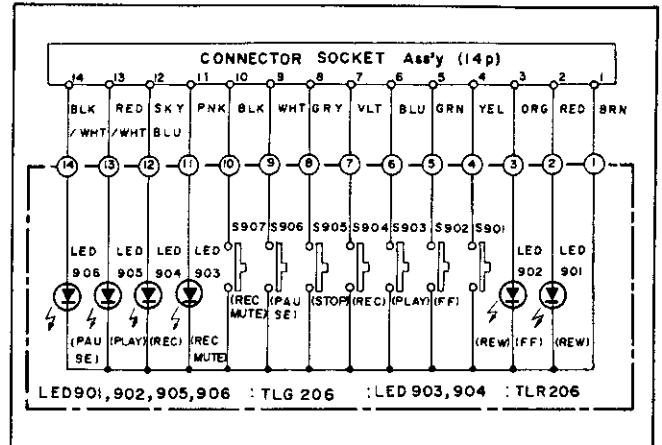 CONNECTOR SOCKET Ass'y (14p)
14 13 12 11 10 9 8 7 6 5 4 3 2 1
BLK RED SKY PNK BLK WHT GRY VLT BLU GRN YEL ORG RED BRN
/WHT /WHT BLU
14 13 12 11 10 9 8 7 6 5 4 3 2 1
S907 S906 S905 S904 S903 S902 S901
LED LED LED LED LED LED
906 905 904 903 902 901
(REC (PAU (STOP) (REC) (PLAY) (FF)
MUTE) SE)
(PAU (PLAY) (REC) (REC (REW) (FF) (REW)
SE) MUTE)
LED901,902,905,906 : TLG 206 : LED 903,904 : TLR206